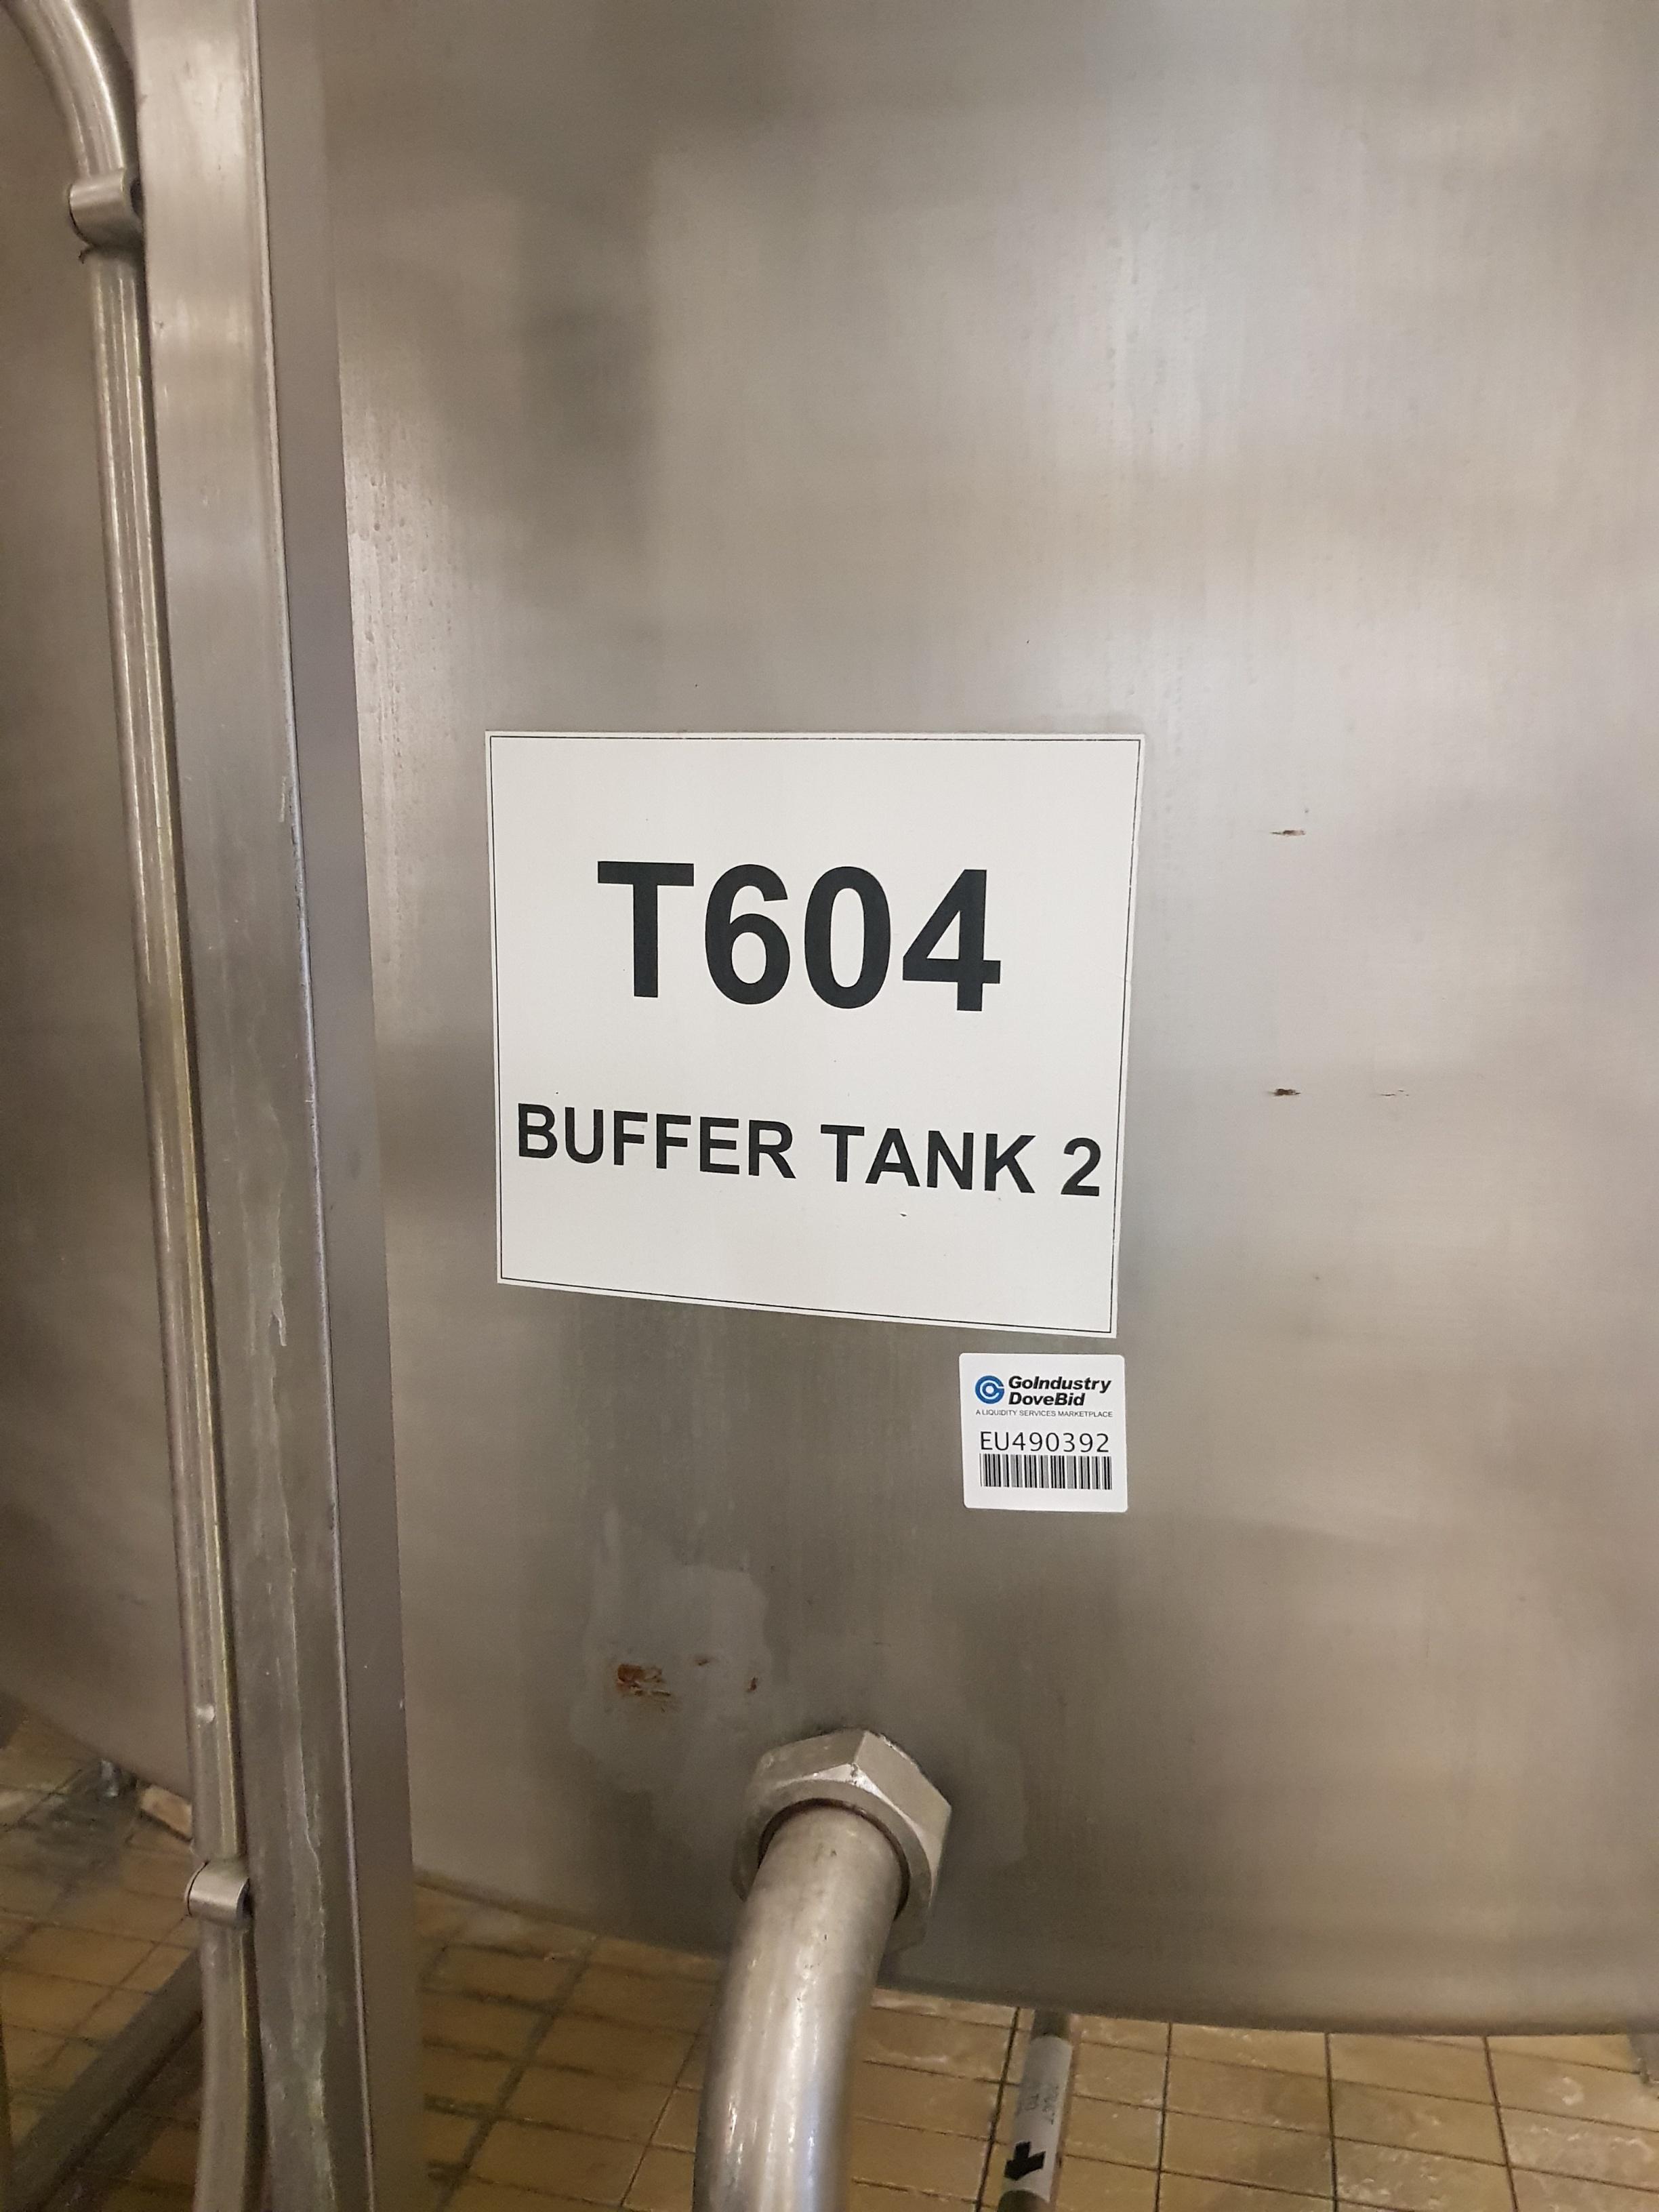 T604
BUFFER TANK 2
GoIndustry
DoveBid
A LIQUIDITY SERVICES MARKETPLACE
EU490392